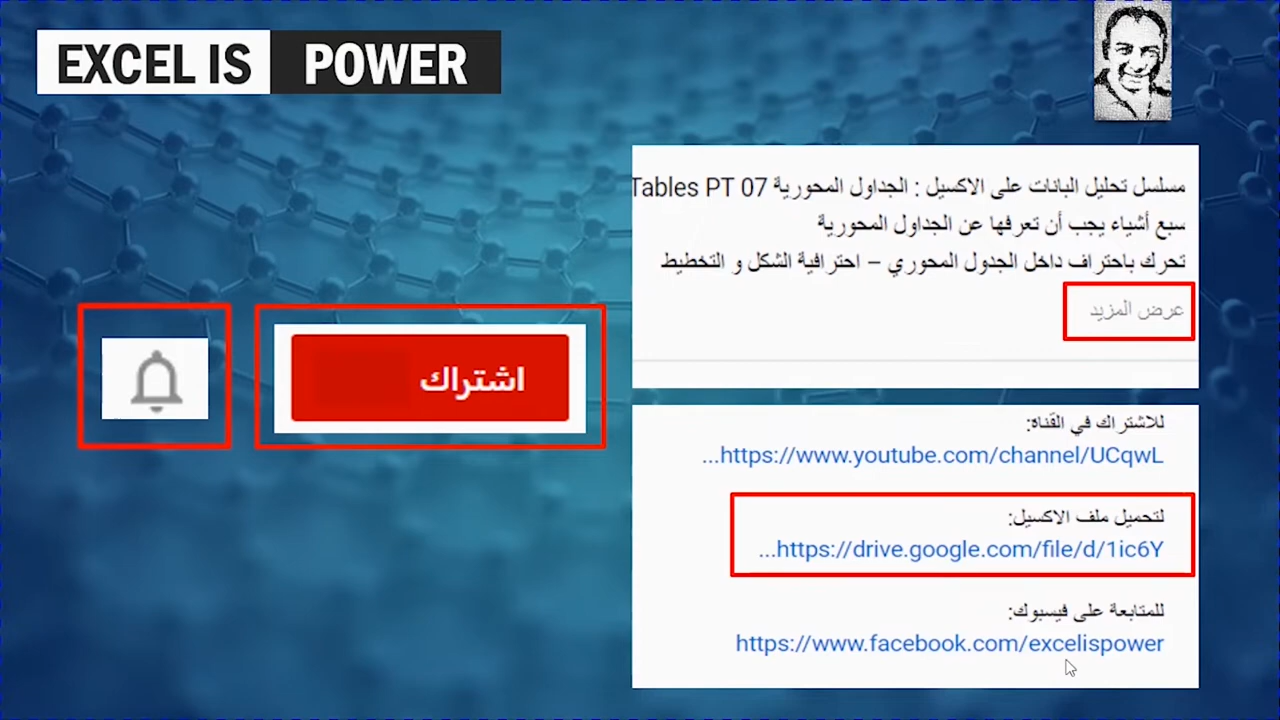 EXCEL IS POWER
مسلسل تحليل البانات على الاكسيل : الجداول المحورية Tables PT 07
سبع أشياء يجب أن تعرفها عن الجداول المحورية
تحرك باحتراف داخل الجدول المحوري – احترافية الشكل و التخطيط
عرض المزيد
اشتراك
للاشتراك في القناة:
https://www.youtube.com/channel/UCqwL...
لتحميل ملف الاكسيل:
https://drive.google.com/file/d/1ic6Y...
للمتابعة على فيسبوك:
https://www.facebook.com/excelispower